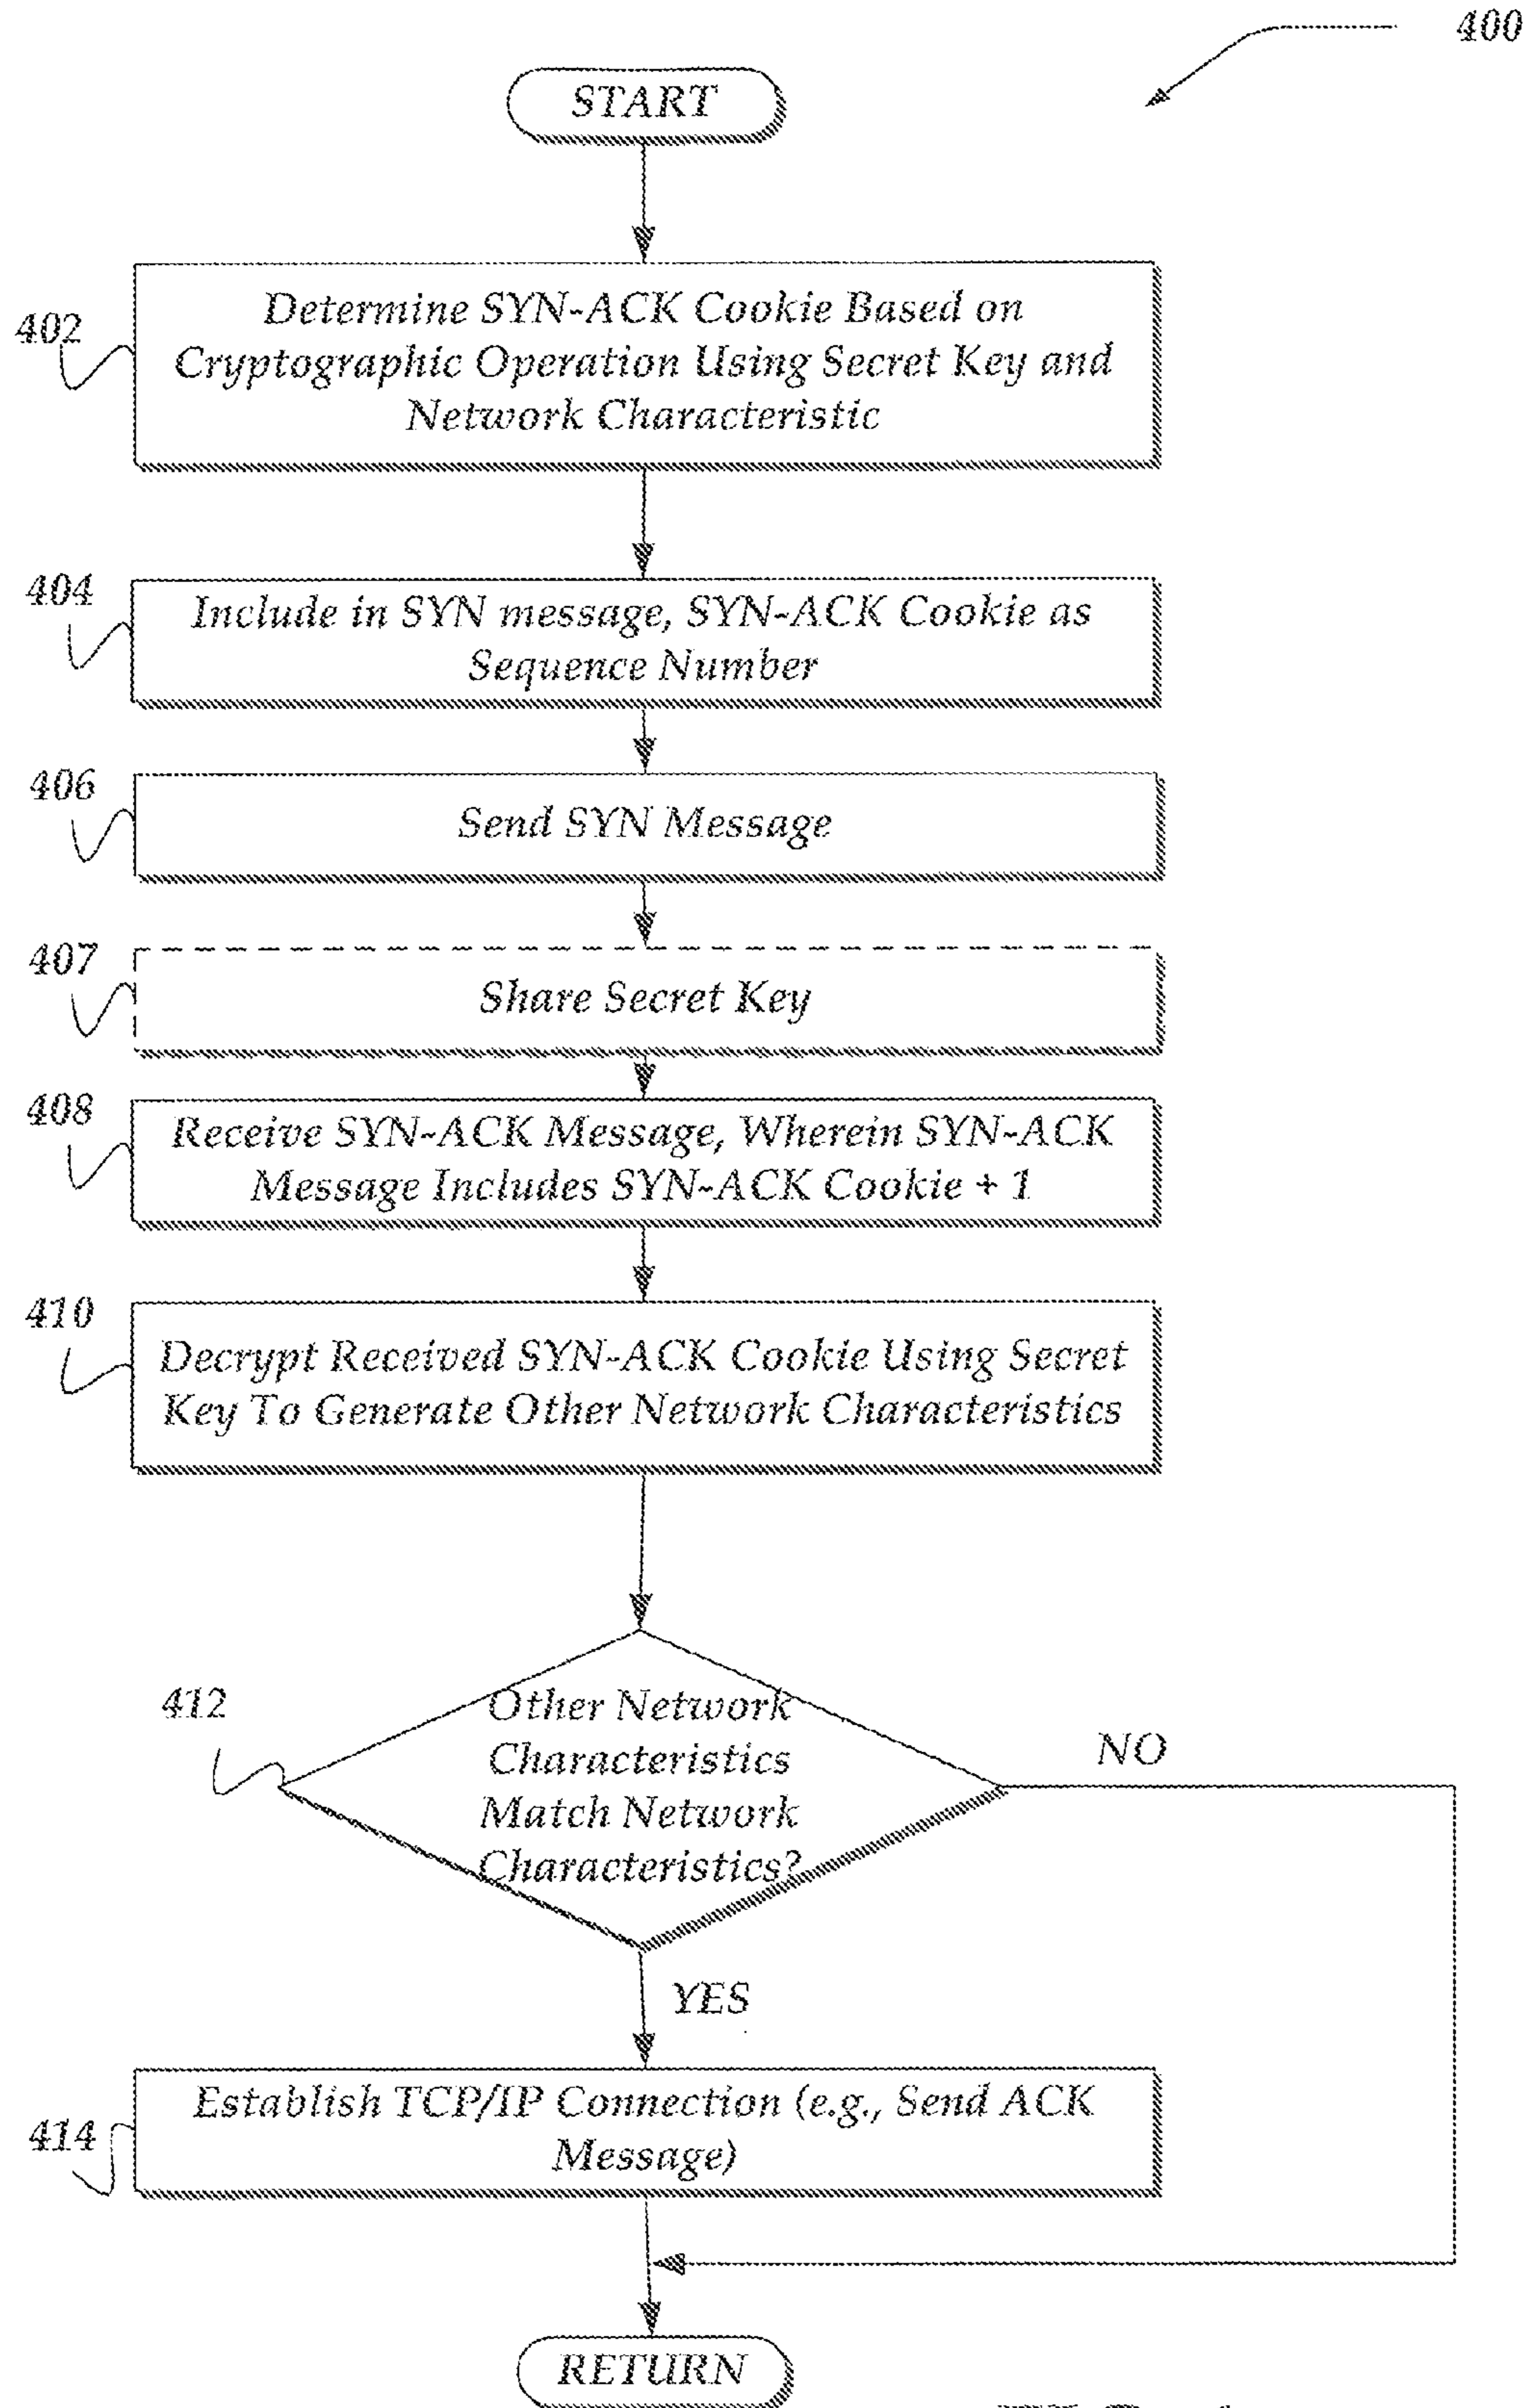 400
START
402
Determine SYN-ACK Cookie Based on
Cryptographic Operation Using Secret Key and
Network Characteristic
404
Include in SYN message, SYN-ACK Cookie as
Sequence Number
406
Send SYN Message
407
Share Secret Key
408
Receive SYN-ACK Message, Wherein SYN-ACK
Message Includes SYN-ACK Cookie + 1
410
Decrypt Received SYN-ACK Cookie Using Secret
Key To Generate Other Network Characteristics
412
Other Network
Characteristics
Match Network
Characteristics?
NO
YES
414
Establish TCP/IP Connection (e.g., Send ACK
Message)
RETURN